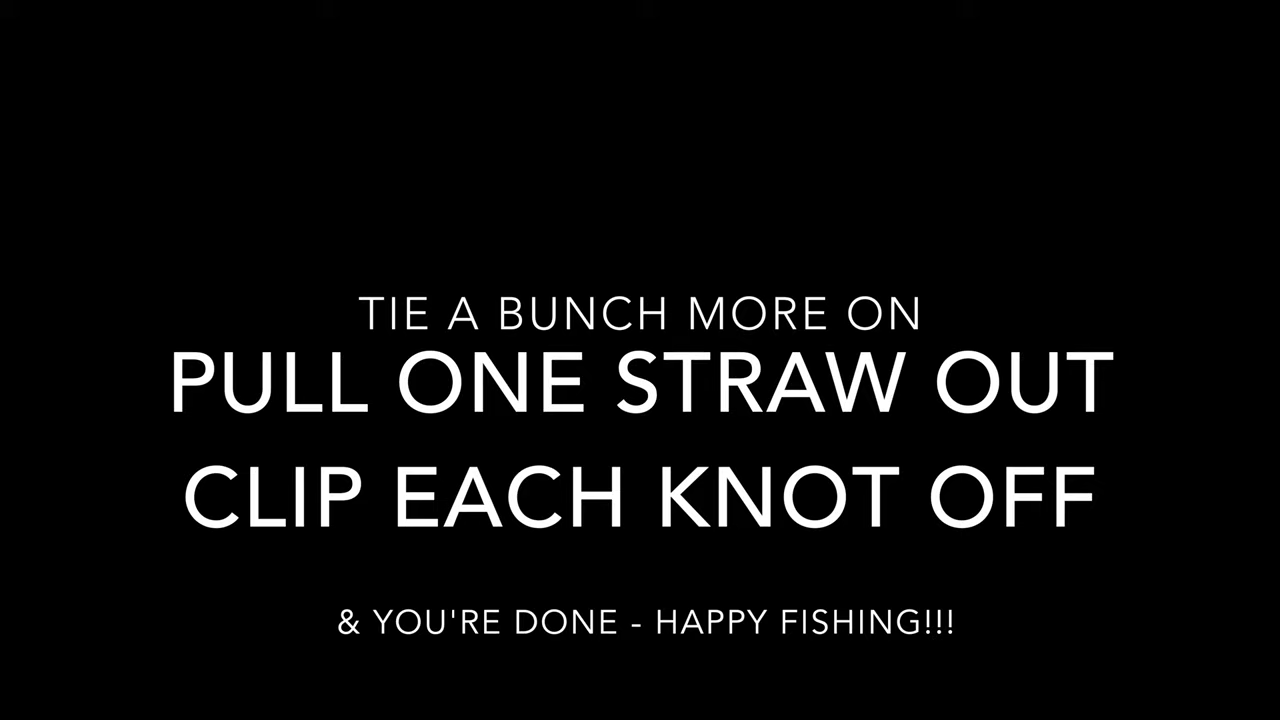 TIE A BUNCH MORE ON
PULL ONE STRAW OUT
CLIP EACH KNOT OFF
& YOU'RE DONE - HAPPY FISHING!!!